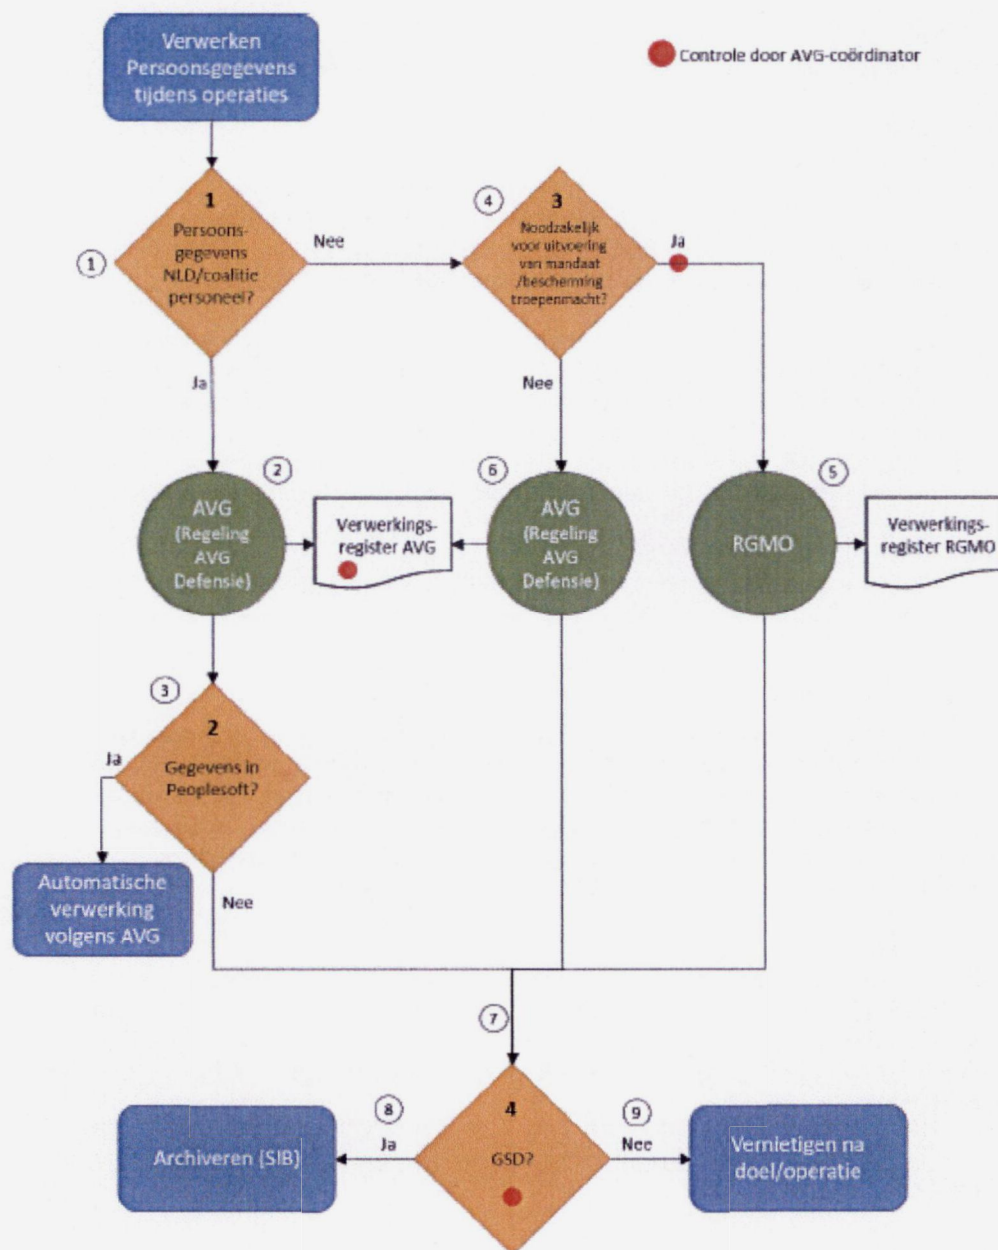 Verwerken
Persoonsgegevens
tijdens operaties
Controle door AVG-coördinator
1
1
Persoons-
gegevens
NLD/coalitie
personeel?
Nee
4
3
Noodzakelijk
voor uitvoering
van mandaat
/bescherming
troepenmacht?
Ja
Ja
Nee
2
AVG
(Regeling
AVG
Defensie)
Verwerkings-
register AVG
6
AVG
(Regeling
AVG
Defensie)
5
RGMO
Verwerkings-
register RGMO
3
2
Gegevens in
Peoplesoft?
Ja
Automatische
verwerking
volgens AVG
Nee
7
8
Ja
4
GSD?
9
Nee
Archiveren (SIB)
Vernietigen na
doel/operatie